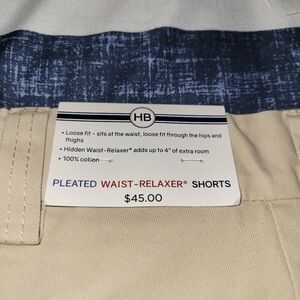 HB
• Loose fit - sits at the waist, loose fit through the hips and
thighs
• Hidden Waist-Relaxer® adds up to 4" of extra room
• 100% cotton
PLEATED WAIST-RELAXER® SHORTS
$45.00